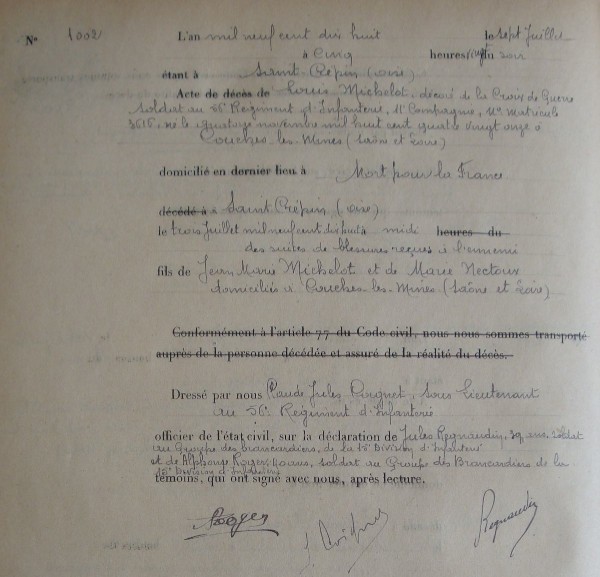 N° 1002 L'an mil neuf cent dix huit le sept Juillet
à Cinq heures du soir
étant à Saint-Crépin (oise)
Acte de décès de Louis Michelot, décoré de la Croix de Guerre
soldat au 56e Régiment d'Infanterie, 11e Compagnie, Nº Matricule
3616, né le quatorze novembre mil huit cent quatre vingt onze à
Couches-les-Mines (Saône et Loire)
domicilié en dernier lieu à Mort pour la France
décédé à Saint-Crépin (oise)
le trois Juillet mil neuf cent dix huit à midi heures du
des suites de blessures reçues à l'ennemi
fils de Jean Marie Michelot et de Marie Nectoux
domiciliés à Couches-les-Mines (Saône et Loire)
Conformément à l'article 77 du Code civil, nous nous sommes transporté
auprès de la personne décédée et assuré de la réalité du décès.
Dressé par nous Claude Jules sous Lieutenant
au 56e Régiment d'Infanterie
officier de l'état civil, sur la déclaration de Jules Regnaudin, 39 ans, soldat
au Groupe des brancardiers, de la 15e Division d'Infanterie
et de Alphonse Roger, ans, soldat au Groupe des Brancardiers de la
15e Division d'Infanterie
témoins, qui ont signé avec nous, après lecture.
Roger
Regnaudin